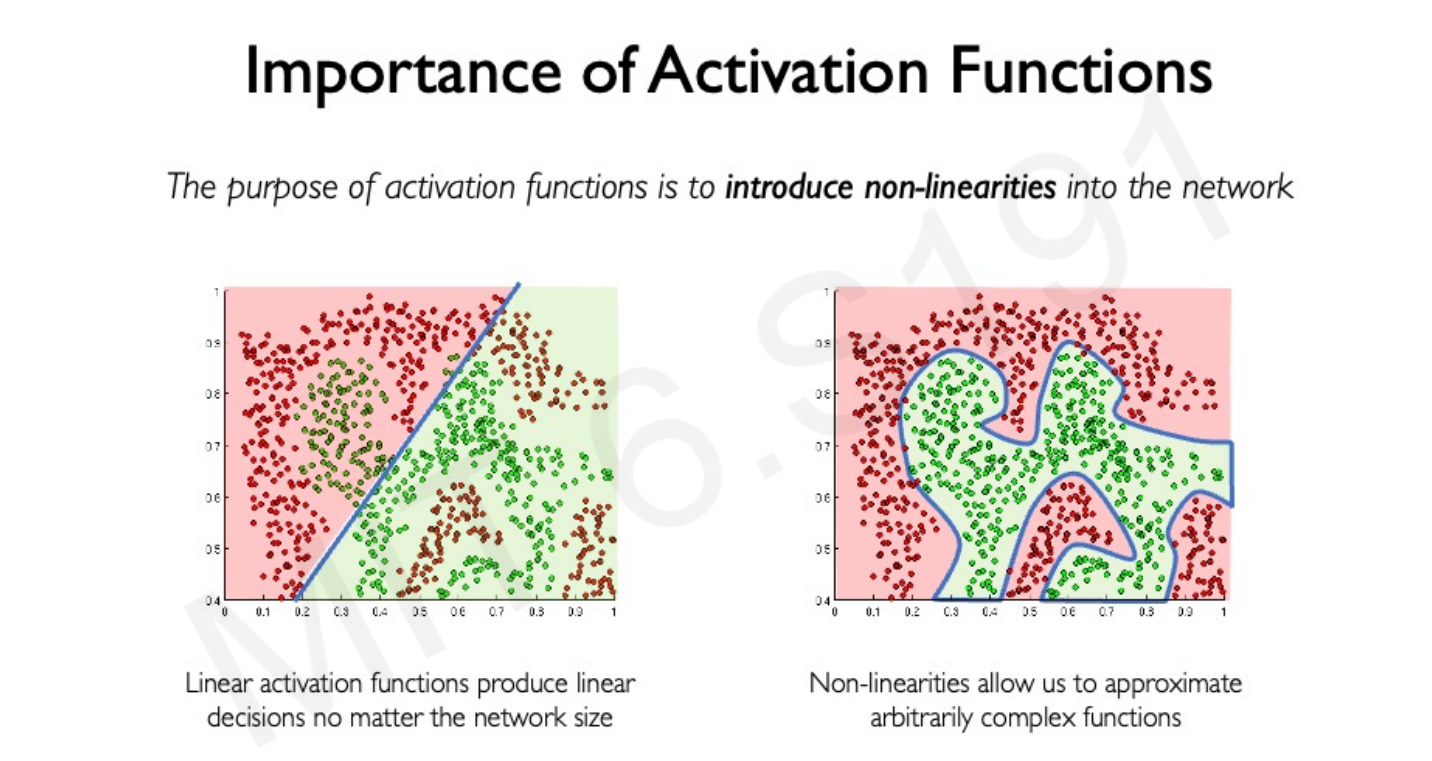 Importance of Activation Functions
The purpose of activation functions is to introduce non-linearities into the network
1
0.9
0.8
0.7
0.6
0.5
0.4
0 0.1 0.2 0.3 0.4 0.5 0.6 0.7 0.8 0.9 1
1
0.9
0.8
0.7
0.6
0.5
0.4
0 0.1 0.2 0.3 0.4 0.5 0.6 0.7 0.8 0.9 1
MIT 6.S191
Linear activation functions produce linear
decisions no matter the network size
Non-linearities allow us to approximate
arbitrarily complex functions